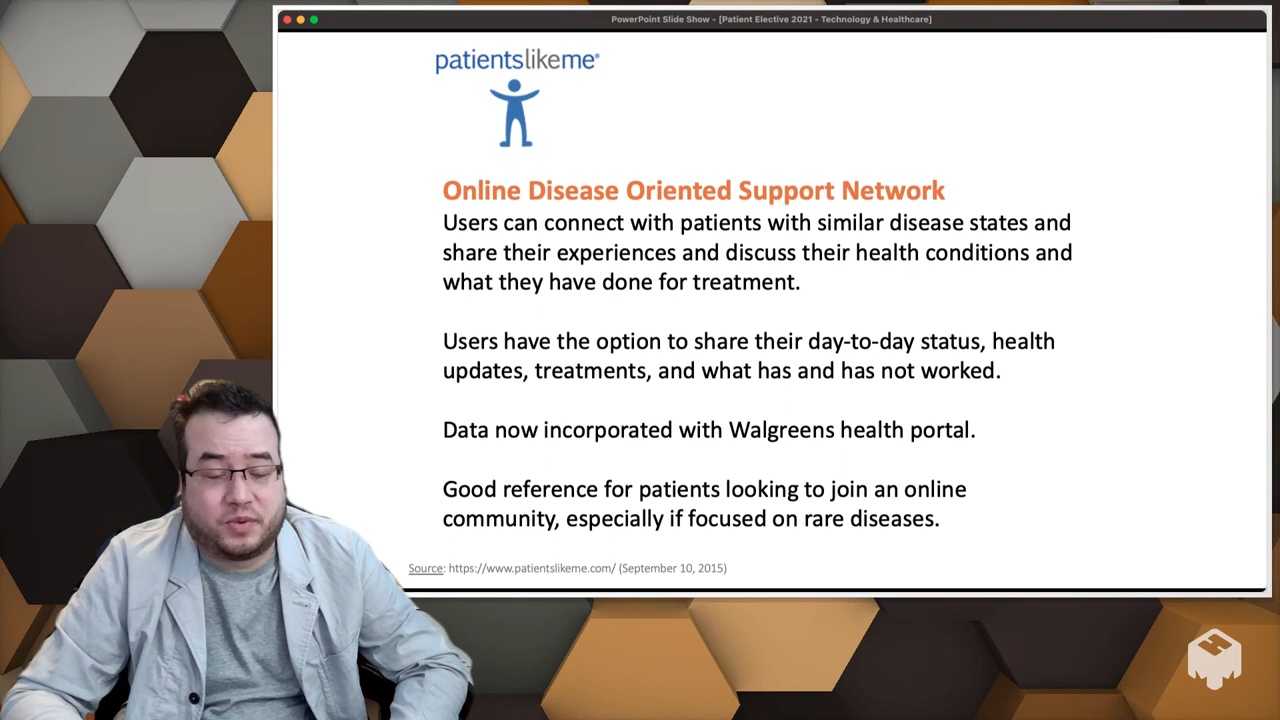 PowerPoint Slide Show - [Patient Elective 2021 - Technology & Healthcare]
patientslikeme®
Online Disease Oriented Support Network
Users can connect with patients with similar disease states and
share their experiences and discuss their health conditions and
what they have done for treatment.
Users have the option to share their day-to-day status, health
updates, treatments, and what has and has not worked.
Data now incorporated with Walgreens health portal.
Good reference for patients looking to join an online
community, especially if focused on rare diseases.
Source: https://www.patientslikeme.com/ (September 10, 2015)